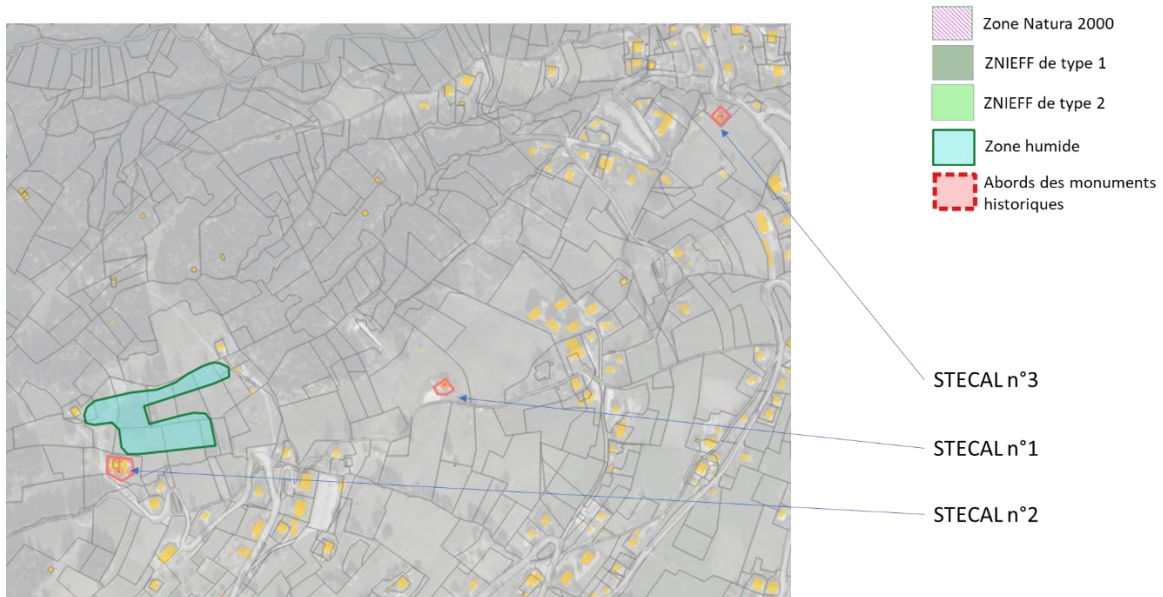 Zone Natura 2000
ZNIEFF de type 1
ZNIEFF de type 2
Zone humide
Abords des monuments
historiques
STECAL n°3
STECAL n°1
STECAL n°2